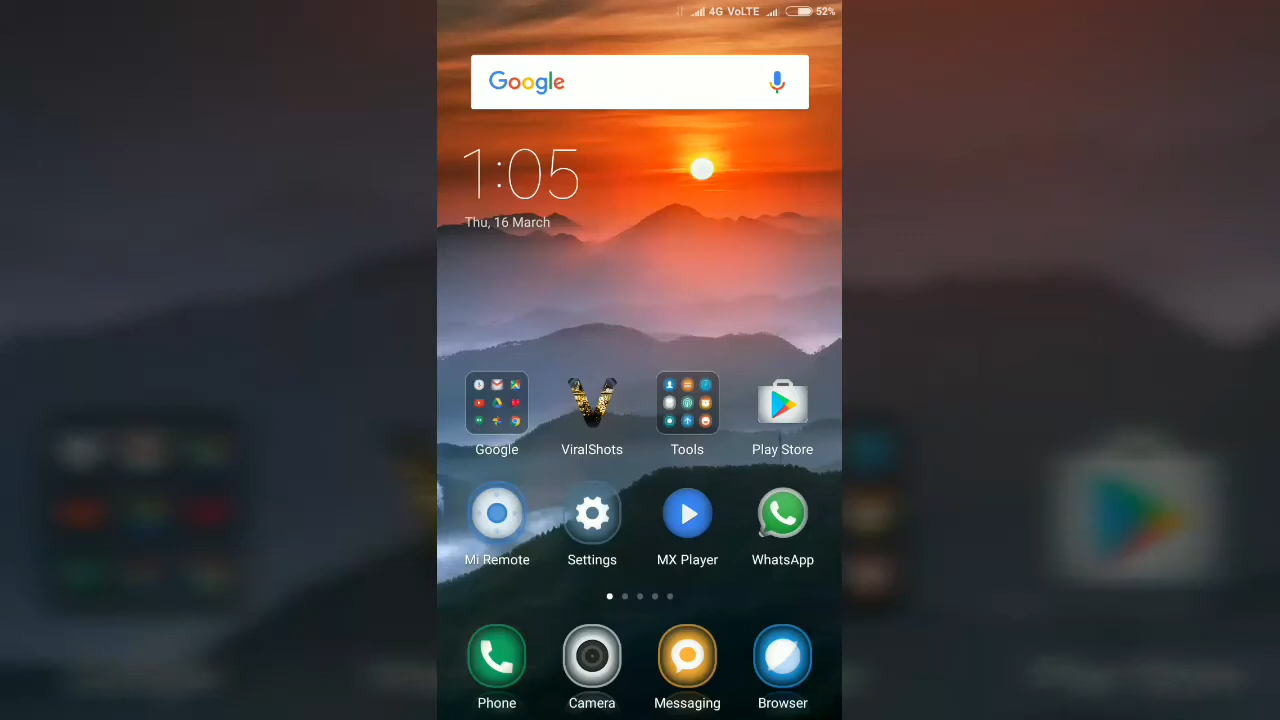 4G VoLTE 52%
Google
1:05
Thu, 16 March
Google ViralShots Tools Play Store
Mi Remote Settings MX Player WhatsApp
Phone Camera Messaging Browser